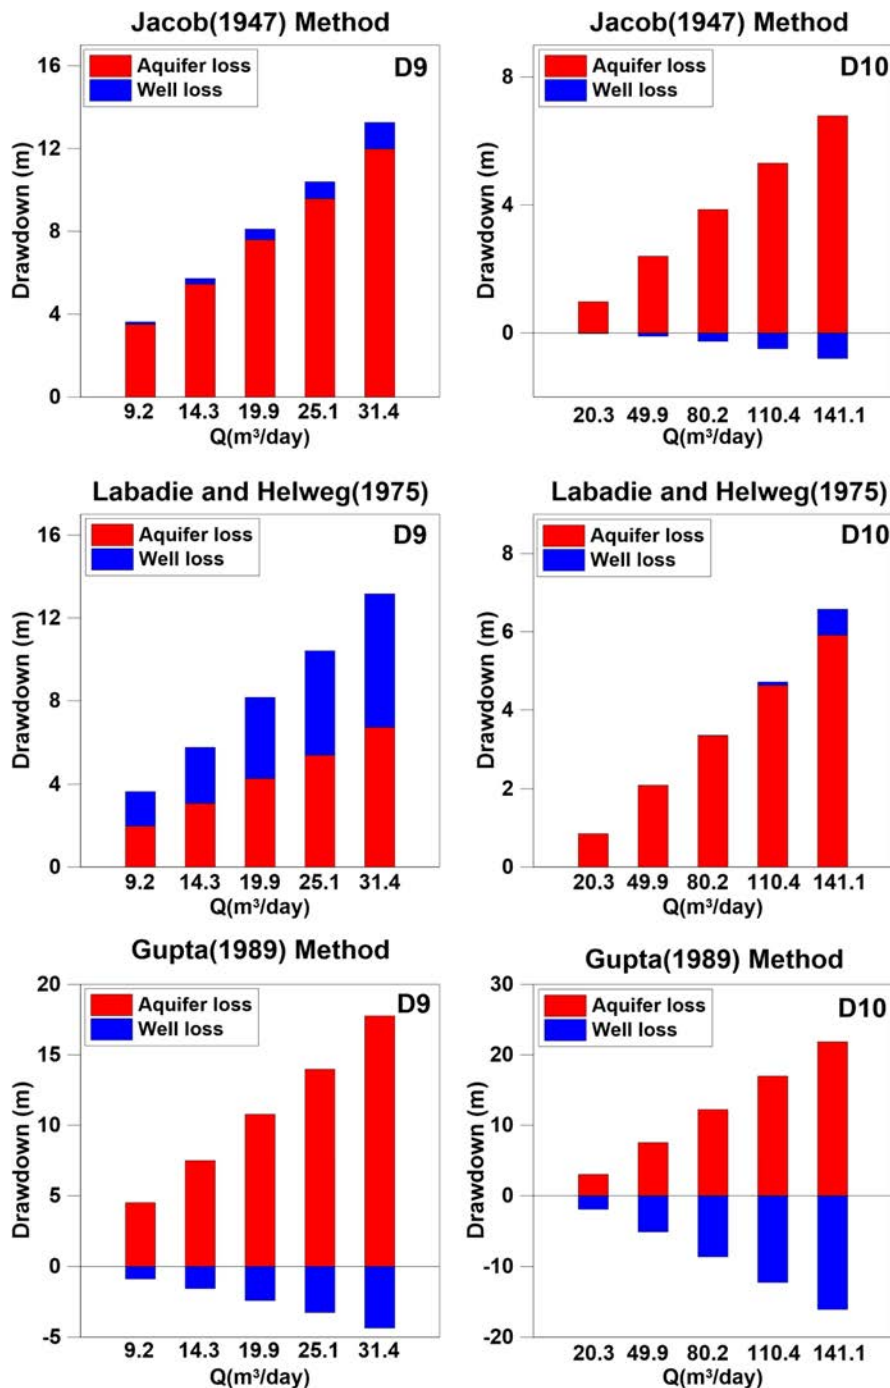 Jacob(1947) Method
16
12
8
4
0
Drawdown (m)
Aquifer loss
Well loss
D9
9.2 14.3 19.9 25.1 31.4
Q(m³/day)
Jacob(1947) Method
8
4
0
Drawdown (m)
Aquifer loss
Well loss
D10
20.3 49.9 80.2 110.4 141.1
Q(m³/day)
Labadie and Helweg(1975)
16
12
8
4
0
Drawdown (m)
Aquifer loss
Well loss
D9
9.2 14.3 19.9 25.1 31.4
Q(m³/day)
Labadie and Helweg(1975)
8
6
4
2
0
Drawdown (m)
Aquifer loss
Well loss
D10
20.3 49.9 80.2 110.4 141.1
Q(m³/day)
Gupta(1989) Method
20
15
10
5
0
-5
Drawdown (m)
Aquifer loss
Well loss
D9
9.2 14.3 19.9 25.1 31.4
Q(m³/day)
Gupta(1989) Method
30
20
10
0
-10
-20
Drawdown (m)
Aquifer loss
Well loss
D10
20.3 49.9 80.2 110.4 141.1
Q(m³/day)